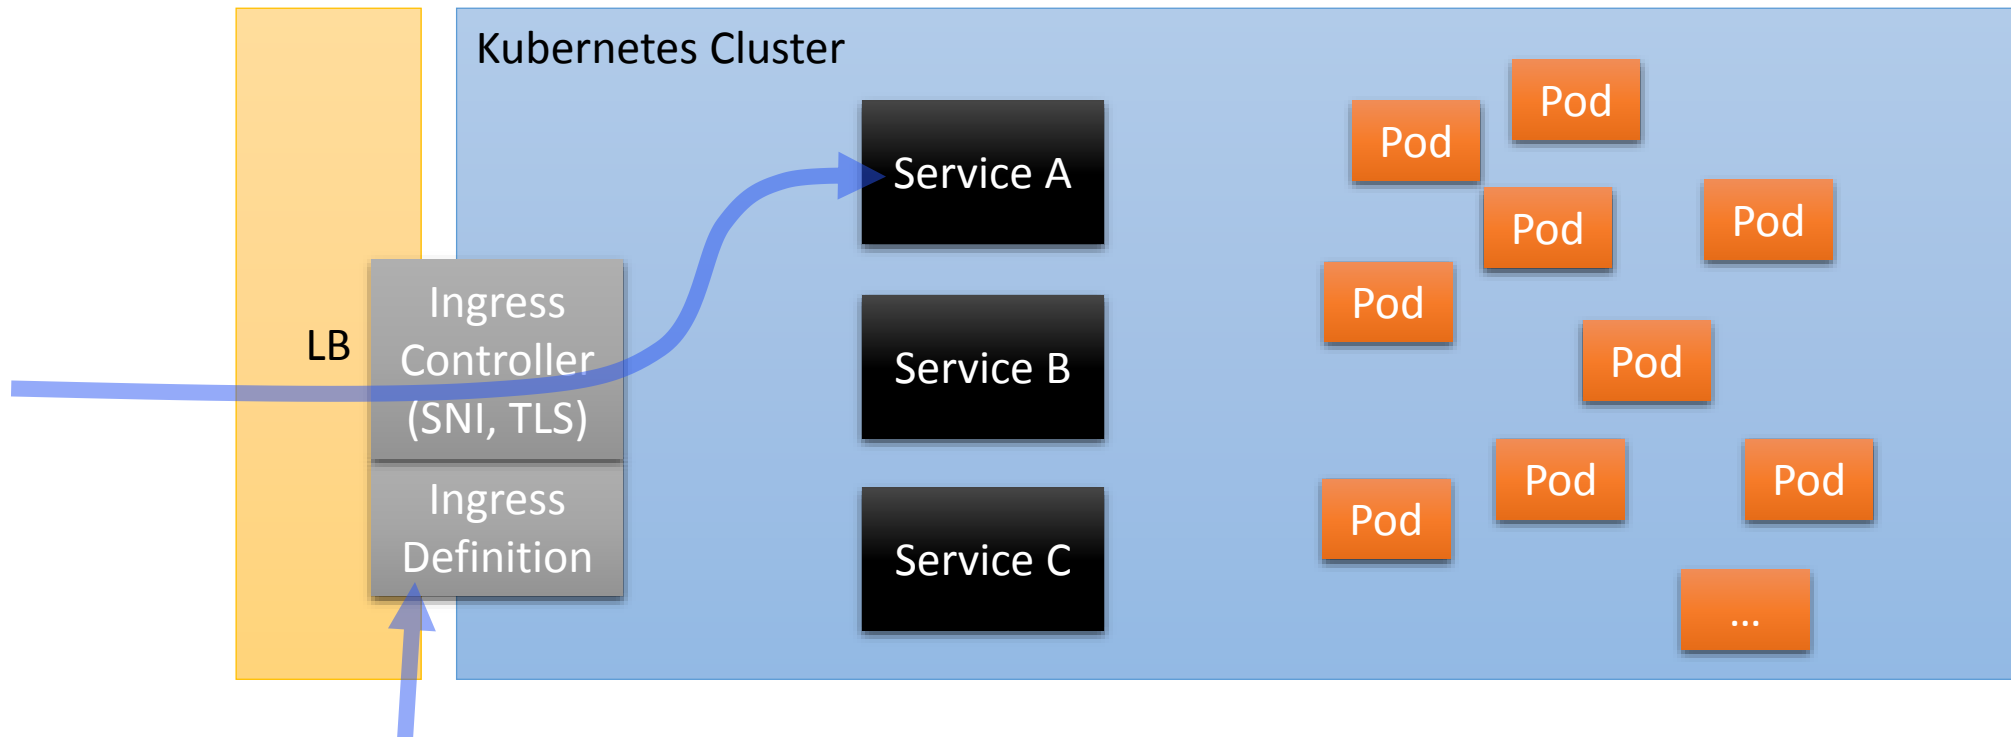 Kubernetes Cluster
LB
Ingress
Controller
(SNI, TLS)
Ingress
Definition
Service A
Service B
Service C
Pod
Pod
Pod
Pod
Pod
Pod
Pod
Pod
Pod
...